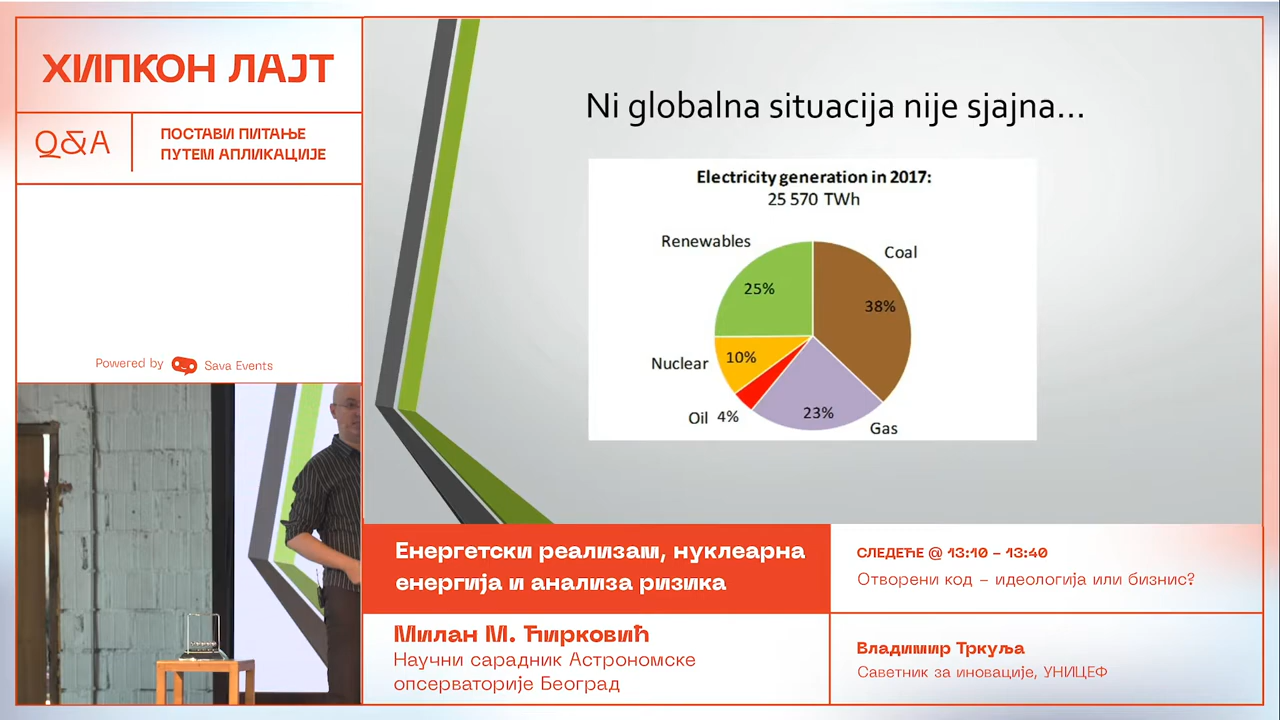 ХИПКОН ЛАЈТ
Q&A
ПОСТАВИ ПИТАЊЕ
ПУТЕМ АПЛИКАЦИЈЕ
Powered by Sava Events
Ni globalna situacija nije sjajna...
Electricity generation in 2017:
25 570 TWh
Renewables
Coal
25%
38%
Nuclear
10%
Oil 4%
23%
Gas
Енергетски реализам, нуклеарна
енергија и анализа ризика
Милан М. Ћирковић
Научни сарадник Астрономске
опсерваторије Београд
СЛЕДЕЋЕ @ 13:10 – 13:40
Отворени код – идеологија или бизнис?
Владимир Тркуља
Саветник за иновације, УНИЦЕФ